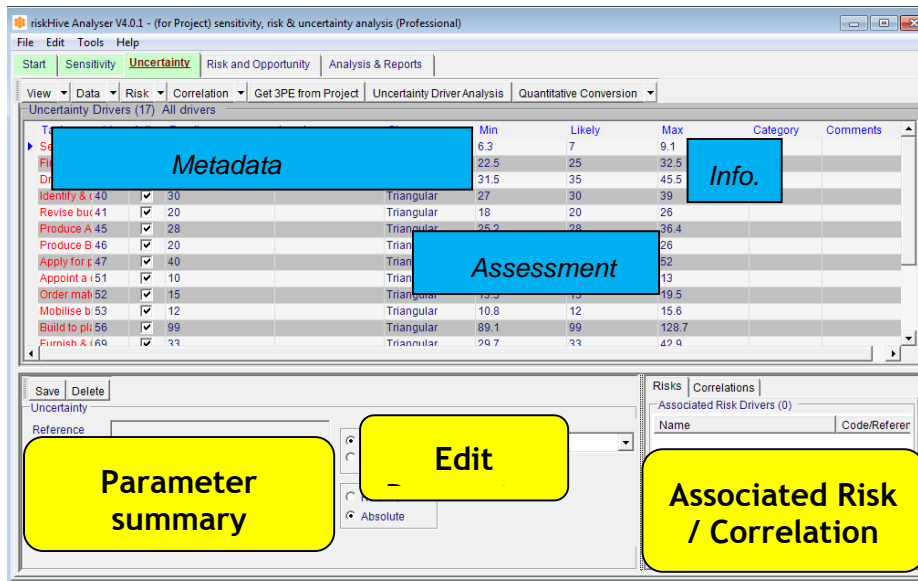 riskHive Analyser V4.0.1 - (for Project) sensitivity, risk & uncertainty analysis (Professional)
File Edit Tools Help
Start Sensitivity Uncertainty Risk and Opportunity Analysis & Reports
View Data Risk Correlation Get 3PE from Project Uncertainty Driver Analysis Quantitative Conversion
Uncertainty Drivers (17) All drivers
Min Likely Max Category Comments
6.3 7 9.1
22.5 25 32.5
31.5 35 45.5
Metadata
Info.
Identify & 40 30 Triangular 27 30 39
Revise bu 41 20 Triangular 18 20 26
Produce A 45 28 Triangular 25.2 28 36.4
Produce B 46 20 26
Apply for p 47 40 52
Appoint a 51 10 13
Assessment
Order mat 52 15 Triangular 19.5
Mobilise b 53 12 Triangular 10.8 12 15.6
Build to pl 56 99 Triangular 89.1 99 128.7
Furnish & 69 33 Triangular 29.7 33 42.9
Save Delete
Uncertainty
Reference
Risks Correlations
Associated Risk Drivers (0)
Name Code/Referen
Parameter
summary
Edit
Absolute
Associated Risk
/ Correlation